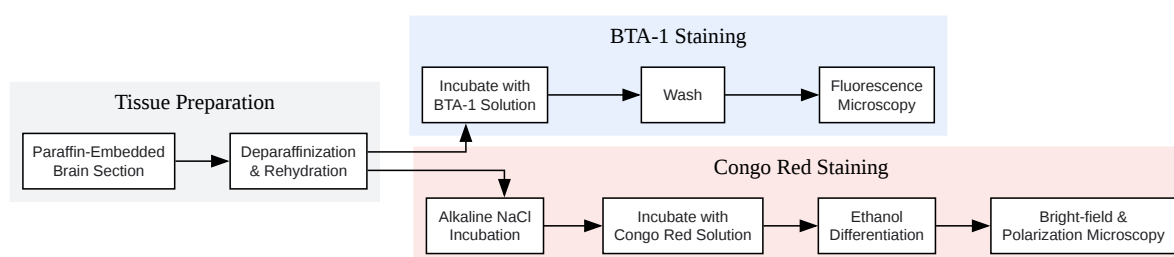 Tissue Preparation
Paraffin-Embedded
Brain Section
Deparaffinization
& Rehydration
BTA-1 Staining
Incubate with
BTA-1 Solution
Wash
Fluorescence
Microscopy
Congo Red Staining
Alkaline NaCl
Incubation
Incubate with
Congo Red Solution
Ethanol
Differentiation
Bright-field &
Polarization Microscopy